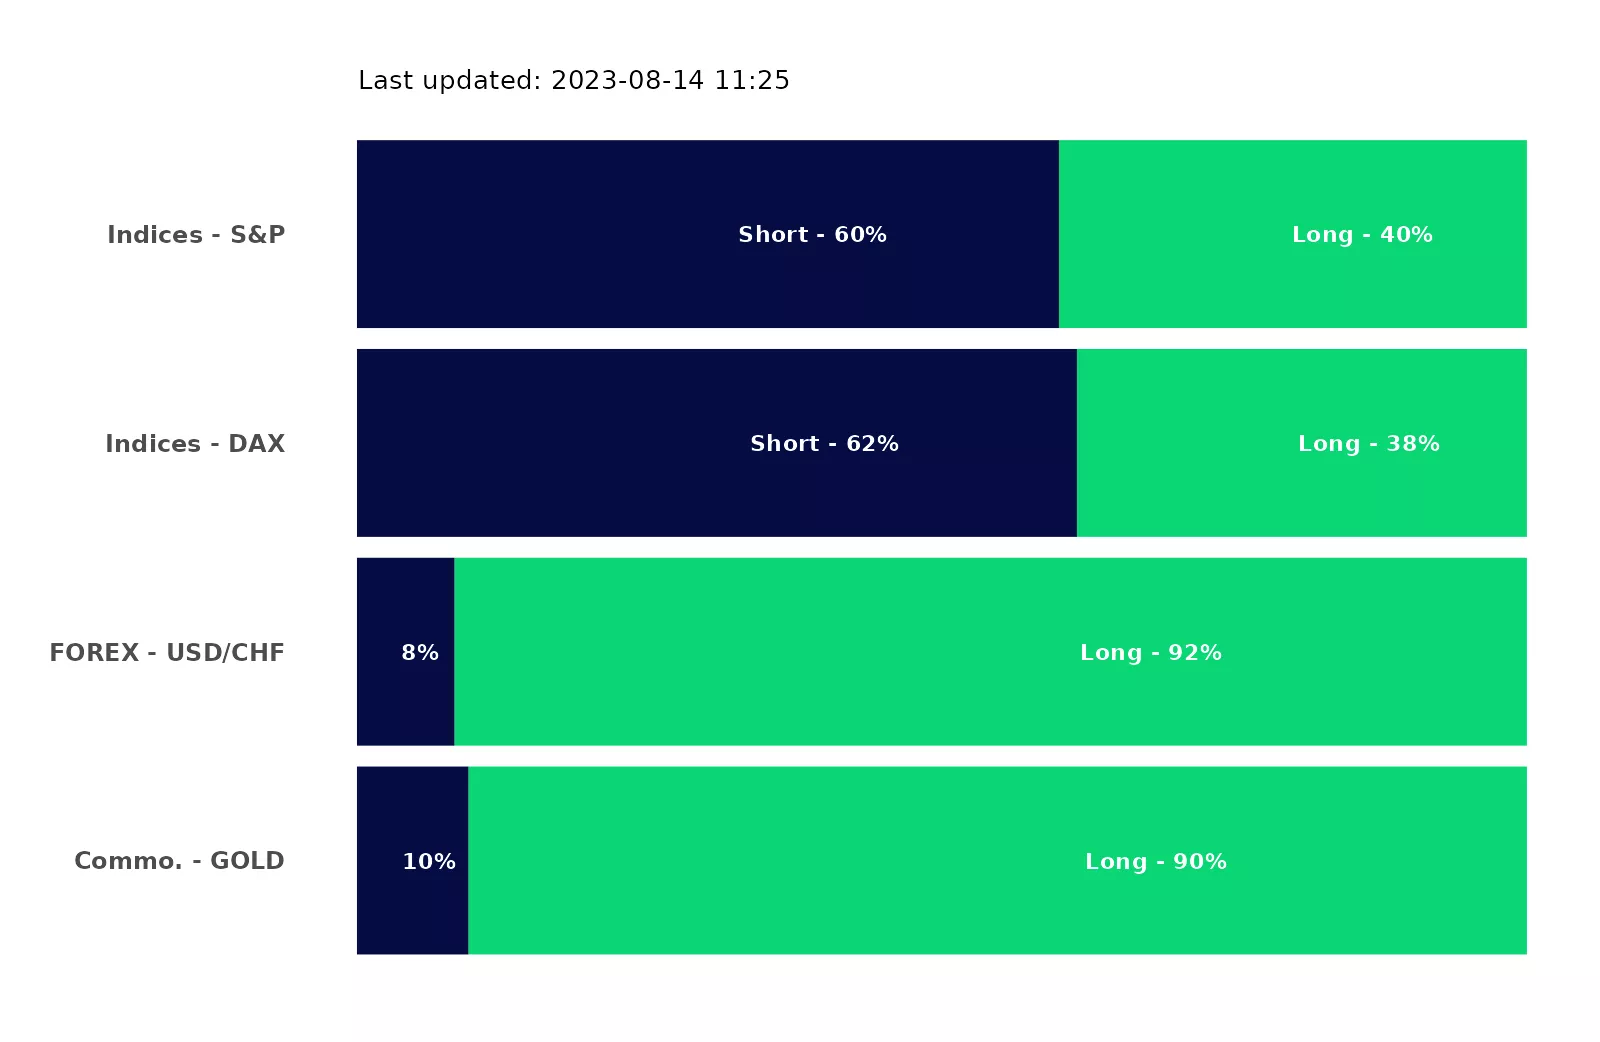 Last updated: 2023-08-14 11:25
Indices - S&P Short - 60% Long - 40%
Indices - DAX Short - 62% Long - 38%
FOREX - USD/CHF 8% Long - 92%
Commo. - GOLD 10% Long - 90%